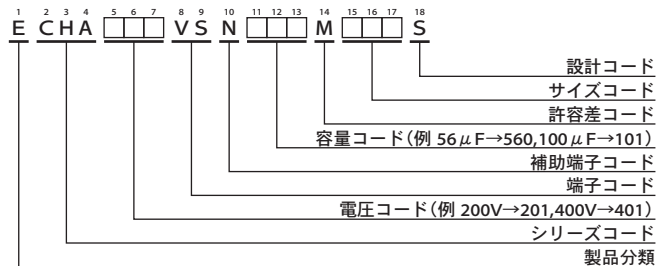 1 2 3 4 5 6 7 8 9 10 11 12 13 14 15 16 17 18
E CHA □□□ VS N □□□ M □□□ S
設計コード
サイズコード
許容差コード
容量コード(例 56μF→560,100μF→101)
補助端子コード
端子コード
電圧コード(例 200V→201,400V→401)
シリーズコード
製品分類